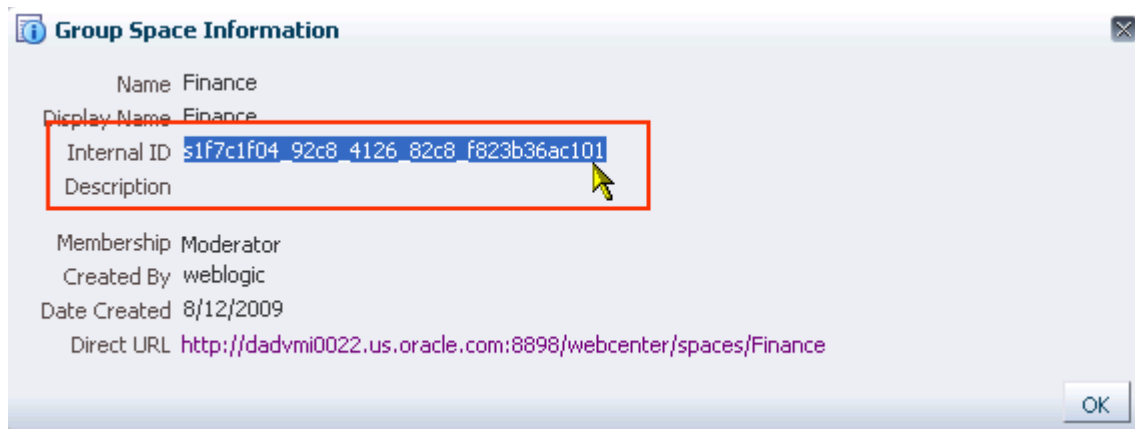 Group Space Information
Name Finance
Display Name Finance
Internal ID s1f7c1f04_92c8_4126_82c8_f823b36ac101
Description
Membership Moderator
Created By weblogic
Date Created 8/12/2009
Direct URL http://dadvmi0022.us.oracle.com:8898/webcenter/spaces/Finance
OK